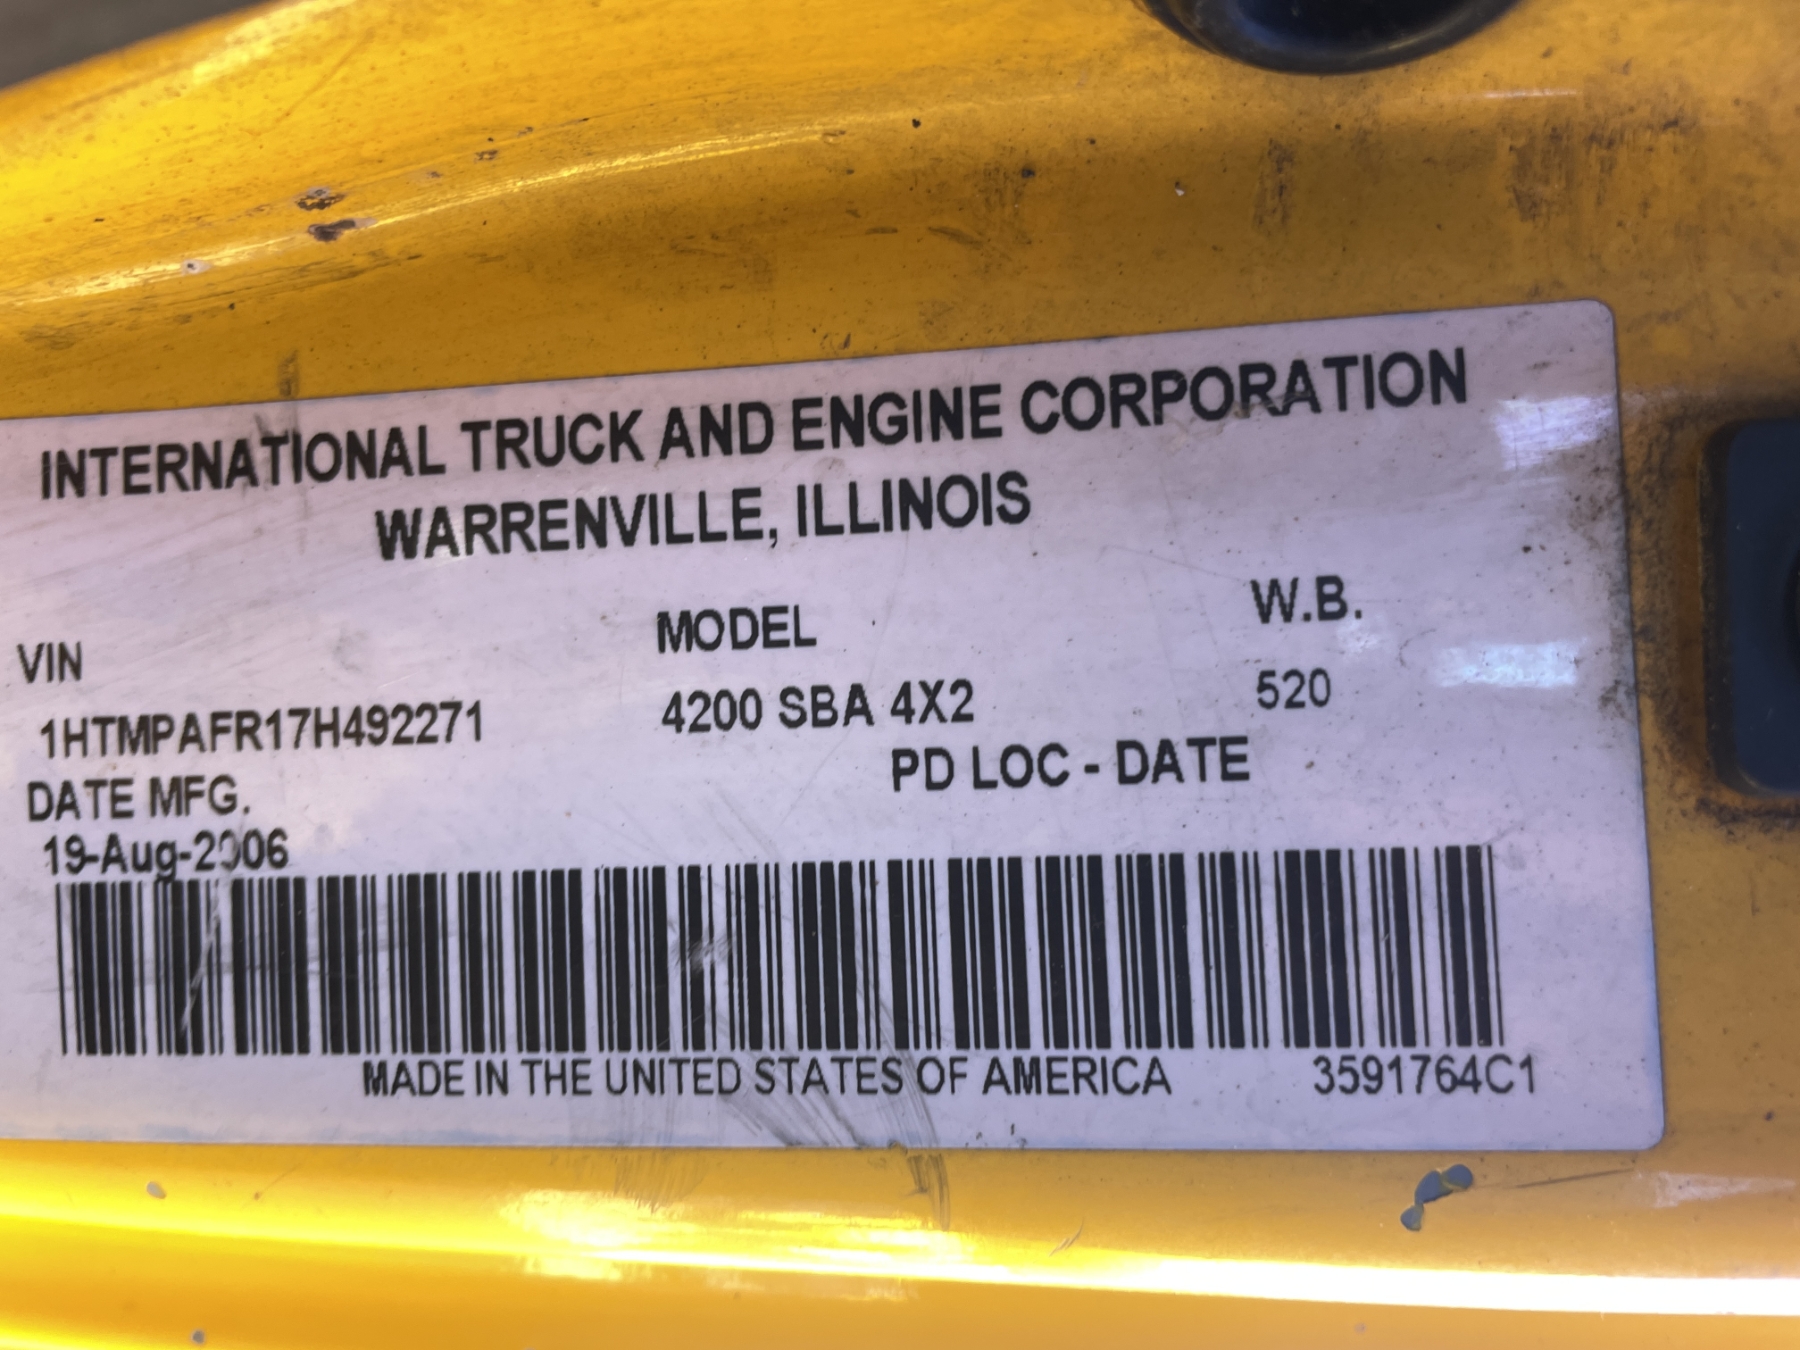 INTERNATIONAL TRUCK AND ENGINE CORPORATION
WARRENVILLE, ILLINOIS
VIN MODEL W.B.
1HTMPAFR17H492271 4200 SBA 4X2 520
DATE MFG. PD LOC - DATE
19-Aug-2006
MADE IN THE UNITED STATES OF AMERICA 3591764C1